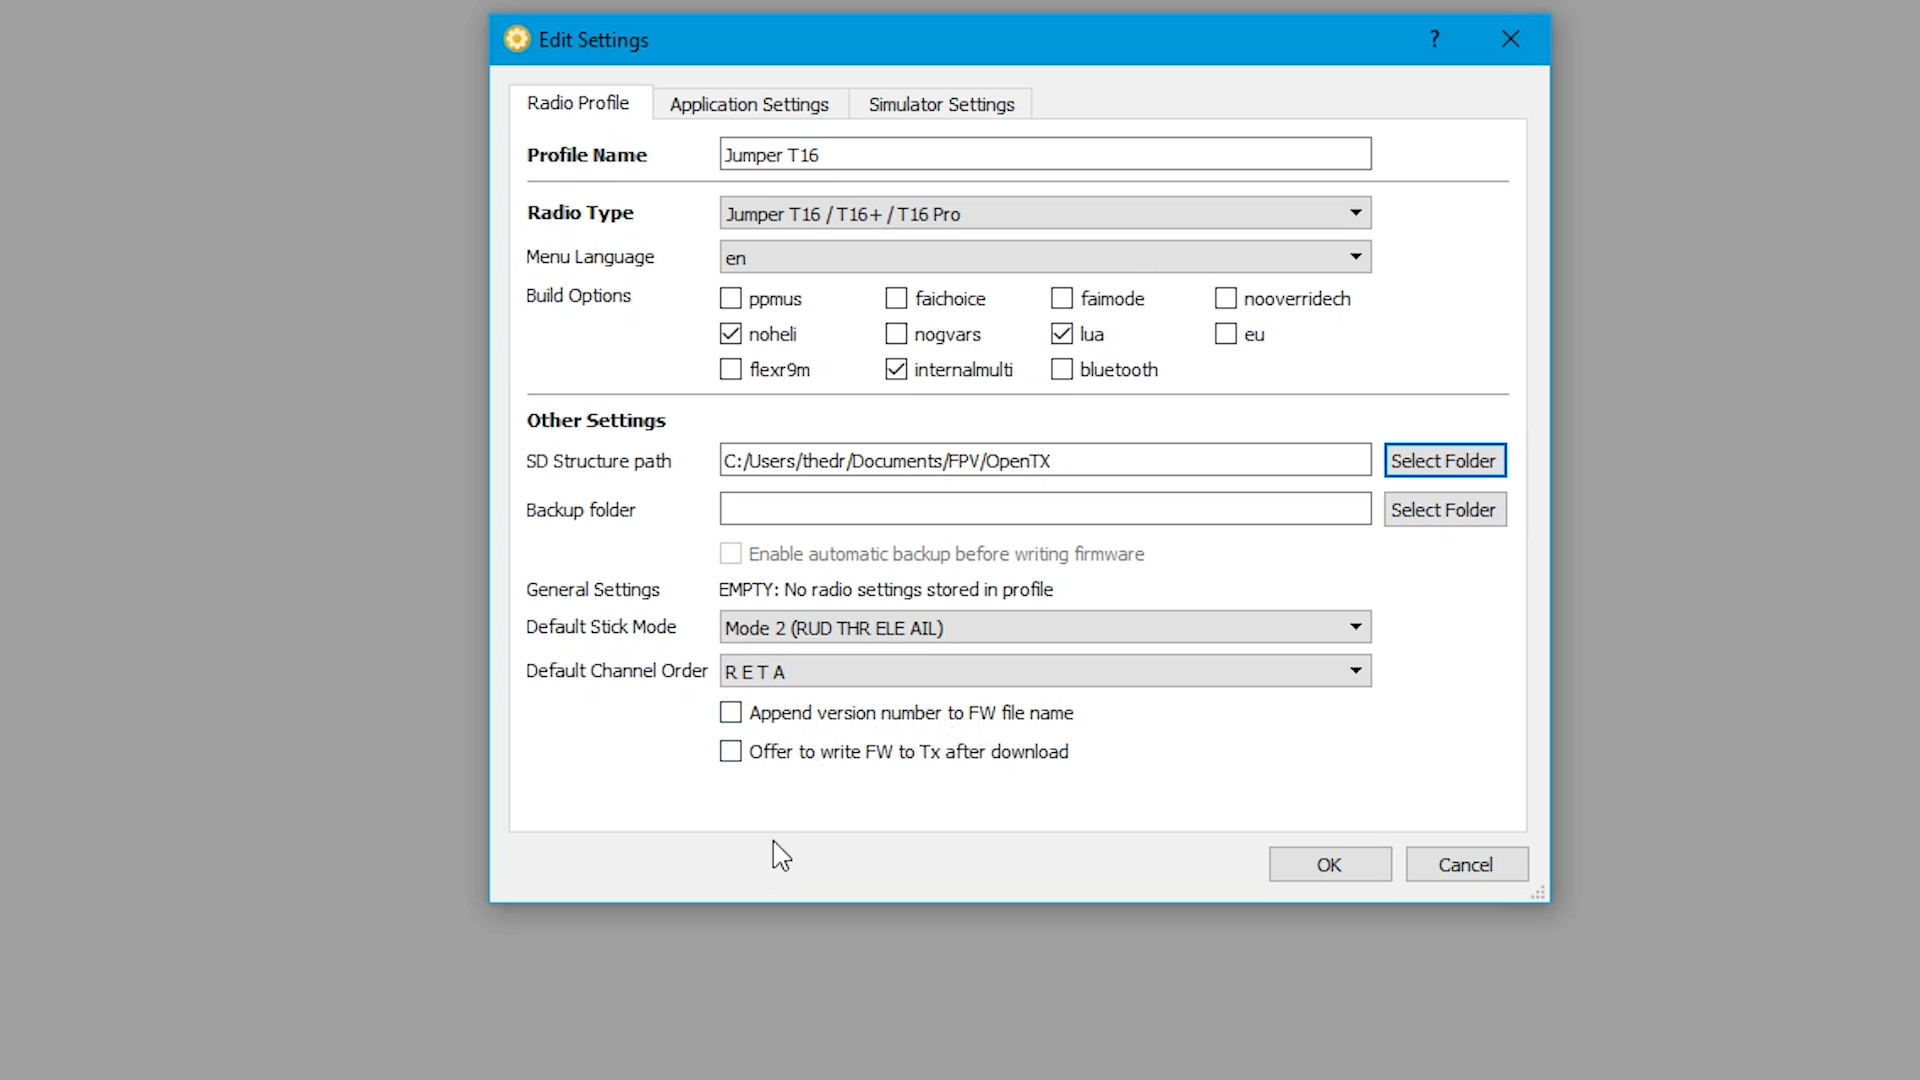 Edit Settings
?
Radio Profile
Application Settings
Simulator Settings
Profile Name
Jumper T16
Radio Type
Jumper T16 / T16+ / T16 Pro
Menu Language
en
Build Options
ppmus
faichoice
faimode
nooverridech
noheli
nogvars
lua
eu
flexr9m
internalmulti
bluetooth
Other Settings
SD Structure path
C:/Users/thedr/Documents/FPV/OpenTX
Select Folder
Backup folder
Select Folder
Enable automatic backup before writing firmware
General Settings
EMPTY: No radio settings stored in profile
Default Stick Mode
Mode 2 (RUD THR ELE AIL)
Default Channel Order
R E T A
Append version number to FW file name
Offer to write FW to Tx after download
OK
Cancel